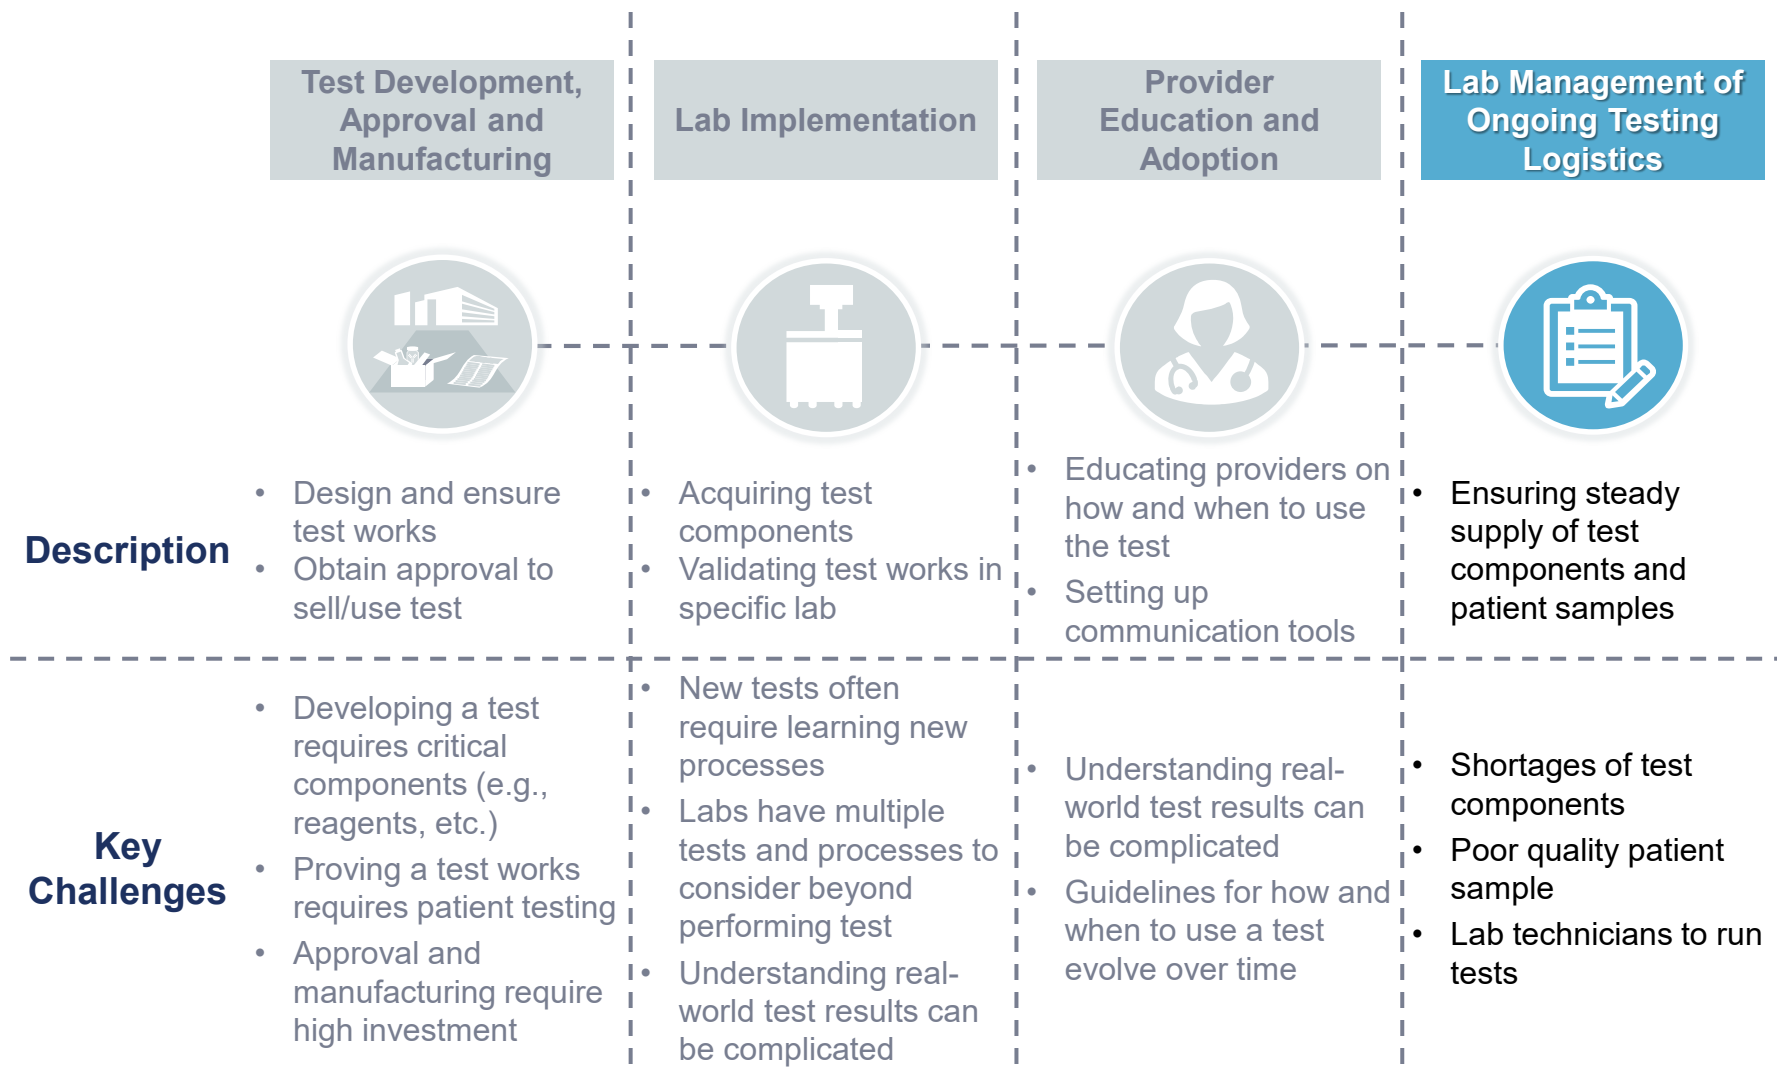 Test Development,
Approval and
Manufacturing
Lab Implementation
Provider
Education and
Adoption
Lab Management of
Ongoing Testing
Logistics
Description
• Design and ensure
test works
• Obtain approval to
sell/use test
• Acquiring test
components
• Validating test works in
specific lab
• Educating providers on
how and when to use
the test
• Setting up
communication tools
• Ensuring steady
supply of test
components and
patient samples
Key
Challenges
• Developing a test
requires critical
components (e.g.,
reagents, etc.)
• Proving a test works
requires patient testing
• Approval and
manufacturing require
high investment
• New tests often
require learning new
processes
• Labs have multiple
tests and processes to
consider beyond
performing test
• Understanding real-
world test results can
be complicated
• Understanding real-
world test results can
be complicated
• Guidelines for how and
when to use a test
evolve over time
• Shortages of test
components
• Poor quality patient
sample
• Lab technicians to run
tests